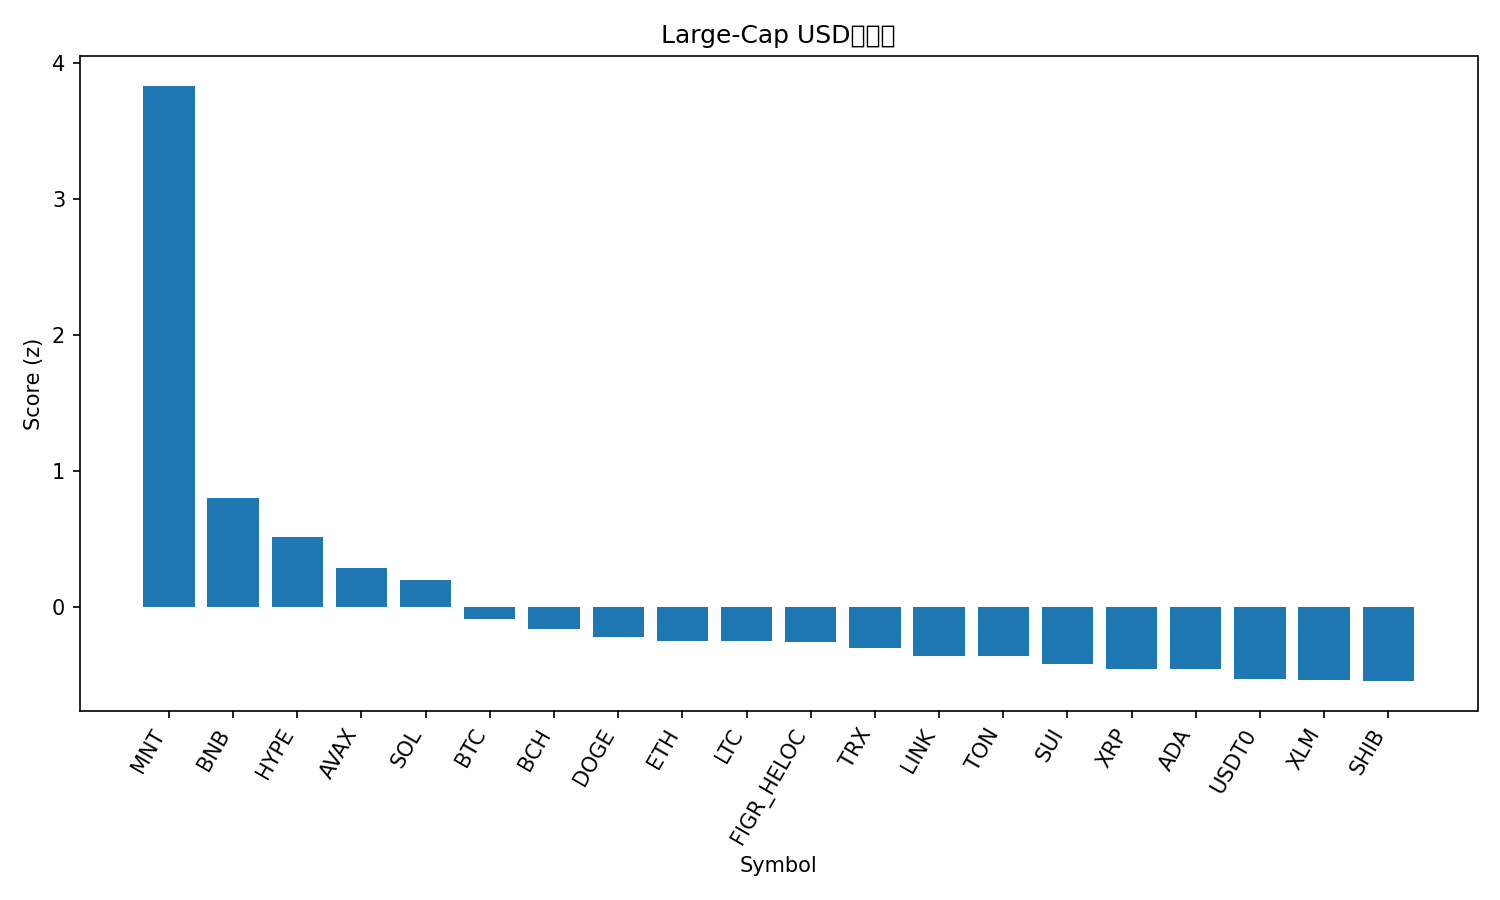 Large-Cap USD
4
3
2
1
0
Score (z)
MNT
BNB
HYPE
AVAX
SOL
BTC
BCH
DOGE
ETH
LTC
FIGR_HELOC
TRX
LINK
TON
SUI
XRP
ADA
USDT0
XLM
SHIB
Symbol